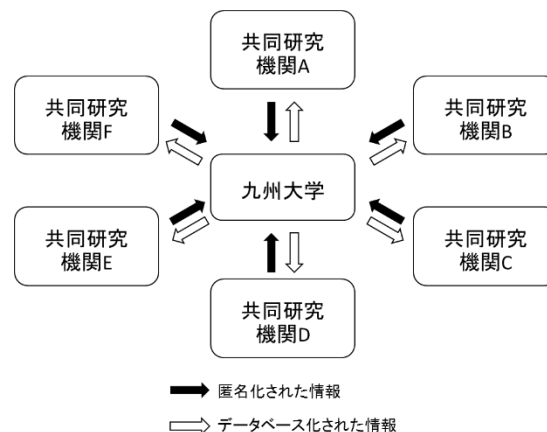 共同研究
機関A
共同研究
機関F
共同研究
機関B
九州大学
共同研究
機関E
共同研究
機関C
共同研究
機関D
匿名化された情報
データベース化された情報